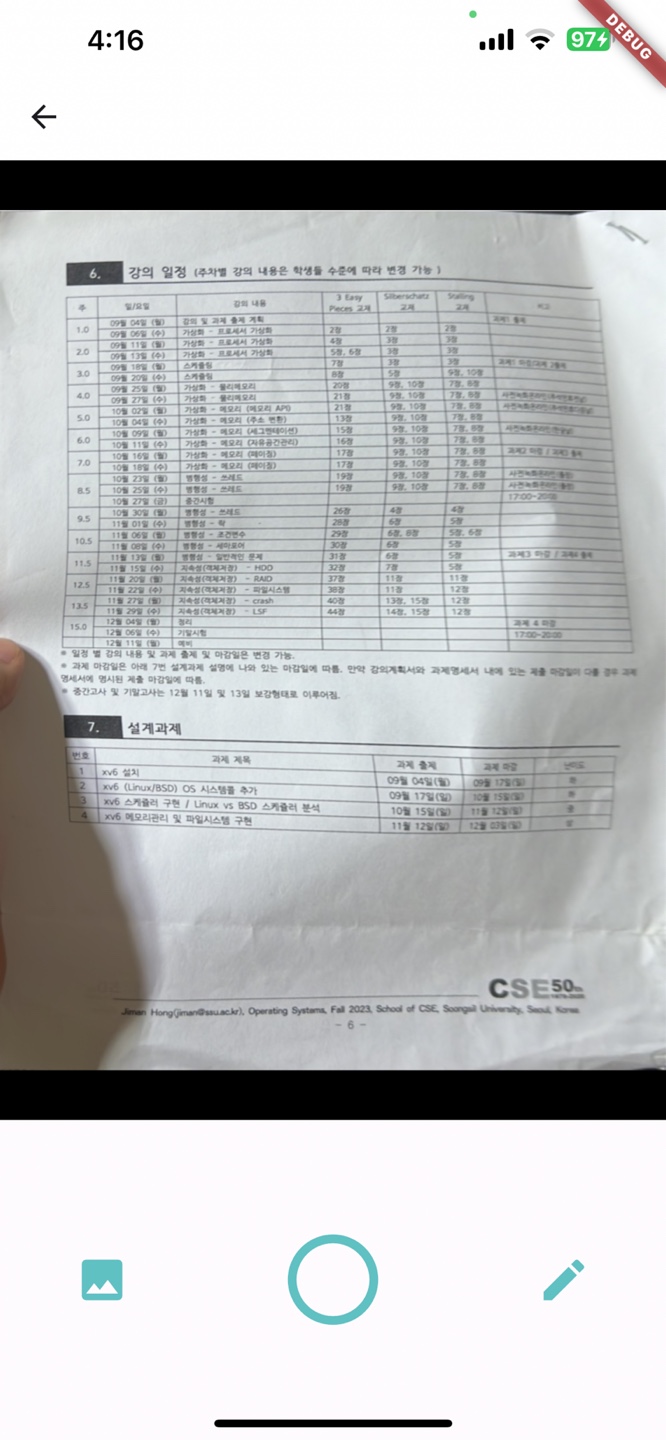 4:16
97
DEBUG
6. 강의 일정 (주차별 강의 내용은 학생들 수준에 따라 변경 가능)
주 일/요일 강의 내용 3 Easy Pieces 교재 Silberschatz 교재 Stalling 교재 비고
1.0 09월 04일 (월) 강의 및 과제 출제 계획 과제1 출제
09월 06일 (수) 가상화 - 프로세서 가상화 2장 2장 2장
2.0 09월 11일 (월) 가상화 - 프로세서 가상화 4장 3장 3장
09월 13일 (수) 가상화 - 프로세서 가상화 5장, 6장 3장 3장
3.0 09월 18일 (월) 스케줄링 7장 3장 3장
09월 20일 (수) 스케줄링 8장 5장 9장, 10장
4.0 09월 25일 (월) 가상화 - 물리메모리 20장 9장, 10장 7장, 8장
09월 27일 (수) 가상화 - 물리메모리 21장 9장, 10장 7장, 8장
5.0 10월 02일 (월) 가상화 - 메모리 (메모리 API) 21장 9장, 10장 7장, 8장
10월 04일 (수) 가상화 - 메모리 (주소 변환) 13장 9장, 10장 7장, 8장
6.0 10월 09일 (월) 가상화 - 메모리 (세그멘테이션) 15장 9장, 10장 7장, 8장
10월 11일 (수) 가상화 - 메모리 (자유공간관리) 16장 9장, 10장 7장, 8장
7.0 10월 16일 (월) 가상화 - 메모리 (페이징) 17장 9장, 10장 7장, 8장
10월 18일 (수) 가상화 - 메모리 (페이징) 17장 9장, 10장 7장, 8장
8.5 10월 23일 (월) 병행성 - 쓰레드 19장 9장, 10장 7장, 8장
10월 25일 (수) 병행성 - 쓰레드 19장 9장, 10장 7장, 8장
10월 27일 (금) 중간시험 17:00-20:00
9.5 10월 30일 (월) 병행성 - 쓰레드 26장 4장 4장
11월 01일 (수) 병행성 - 락 28장 6장 5장
10.5 11월 06일 (월) 병행성 - 조건변수 29장 6장, 8장 5장, 6장
11월 08일 (수) 병행성 - 세마포어 30장 6장 5장
11.5 11월 13일 (월) 병행성 - 일반적인 문제 31장 6장 5장
11월 15일 (수) 지속성(객체저장) - HDD 32장 7장 5장
12.5 11월 20일 (월) 지속성(객체저장) - RAID 37장 11장 11장
11월 22일 (수) 지속성(객체저장) - 파일시스템 38장 11장 12장
13.5 11월 27일 (월) 지속성(객체저장) - crash 40장 13장, 15장 12장
11월 29일 (수) 지속성(객체저장) - LSF 44장 14장, 15장 12장
15.0 12월 04일 (월) 정리 과제 4 마감
12월 06일 (수) 기말시험 17:00-20:00
12월 11일 (월) 예비
※ 일정 별 강의 내용 및 과제 출제 및 마감일은 변경 가능.
※ 과제 마감일은 아래 7번 설계과제 설명에 나와 있는 마감일에 따름. 만약 강의계획서와 과제명세서 내에 있는 제출 마감일이 다를 경우 과제
명세서에 명시된 제출 마감일에 따름.
※ 중간고사 및 기말고사는 12월 11일 및 13일 보강형태로 이루어짐.
7. 설계과제
번호 과제 제목 과제 출제 과제 마감 난이도
1 xv6 설치 09월 04일(월) 09월 17일(일)
2 xv6 (Linux/BSD) OS 시스템콜 추가 09월 17일(일) 10월 15일(일)
3 xv6 스케줄러 구현 / Linux vs BSD 스케줄러 분석 10월 15일(일) 11월 12일(일)
4 xv6 메모리관리 및 파일시스템 구현 11월 12일(일) 12월 03일(일)
CSE 50th
Jiman Hong(jiman@ssu.ac.kr), Operating Systems, Fall 2023, School of CSE, Soongsil University, Seoul, Korea
- 6 -